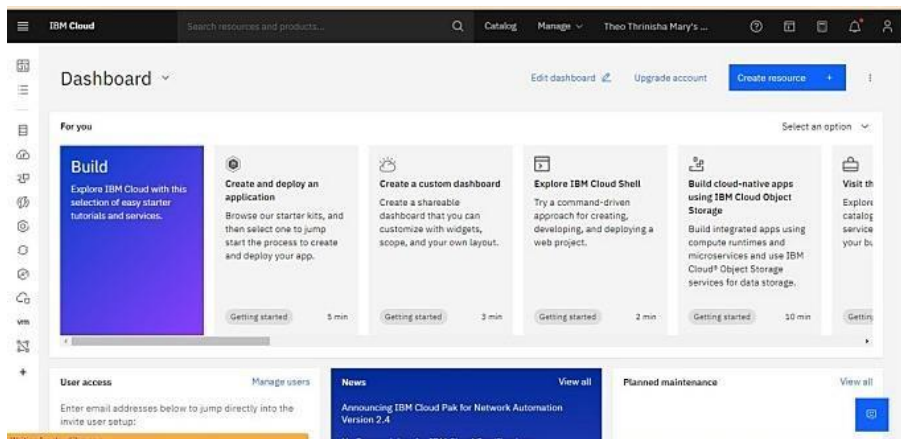 IBM Cloud
Search resources and products...
Catalog
Manage
Theo Thrinisha Mary's ...
Dashboard
Edit dashboard
Upgrade account
Create resource +
For you
Select an option
Build
Explore IBM Cloud with this
selection of easy starter
tutorials and services.
Create and deploy an
application
Browse our starter kits, and
then select one to jump
start the process to create
and deploy your app.
Getting started
5 min
Create a custom dashboard
Create a shareable
dashboard that you can
customize with widgets,
scope, and your own layout.
Getting started
3 min
Explore IBM Cloud Shell
Try a command-driven
approach for creating,
developing, and deploying a
web project.
Getting started
2 min
Build cloud-native apps
using IBM Cloud Object
Storage
Build integrated apps using
compute runtimes and
microservices and use IBM
Cloud® Object Storage
services for data storage.
Getting started
10 min
Visit th
Explore
catalog
service
your bu
Getting
vm
User access
Manage users
Enter email addresses below to jump directly into the
invite user setup:
News
View all
Announcing IBM Cloud Pak for Network Automation
Version 2.4
Planned maintenance
View all